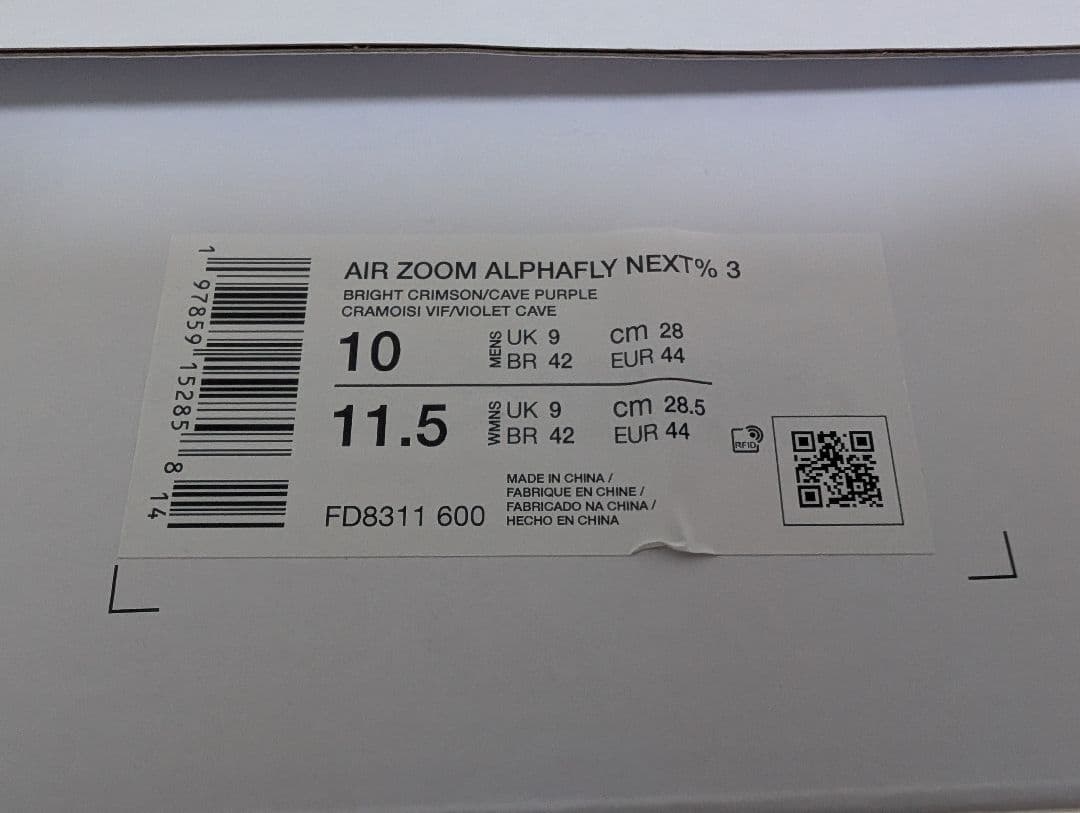 AIR ZOOM ALPHAFLY NEXT% 3
BRIGHT CRIMSON/CAVE PURPLE
CRAMOISI VIF/VIOLET CAVE
10 MENS UK 9 cm 28
BR 42 EUR 44
11.5 WMNS UK 9 cm 28.5
BR 42 EUR 44
RFID
MADE IN CHINA /
FABRIQUE EN CHINE /
FABRICADO NA CHINA /
HECHO EN CHINA
FD8311 600
1 97859 15285 8 14